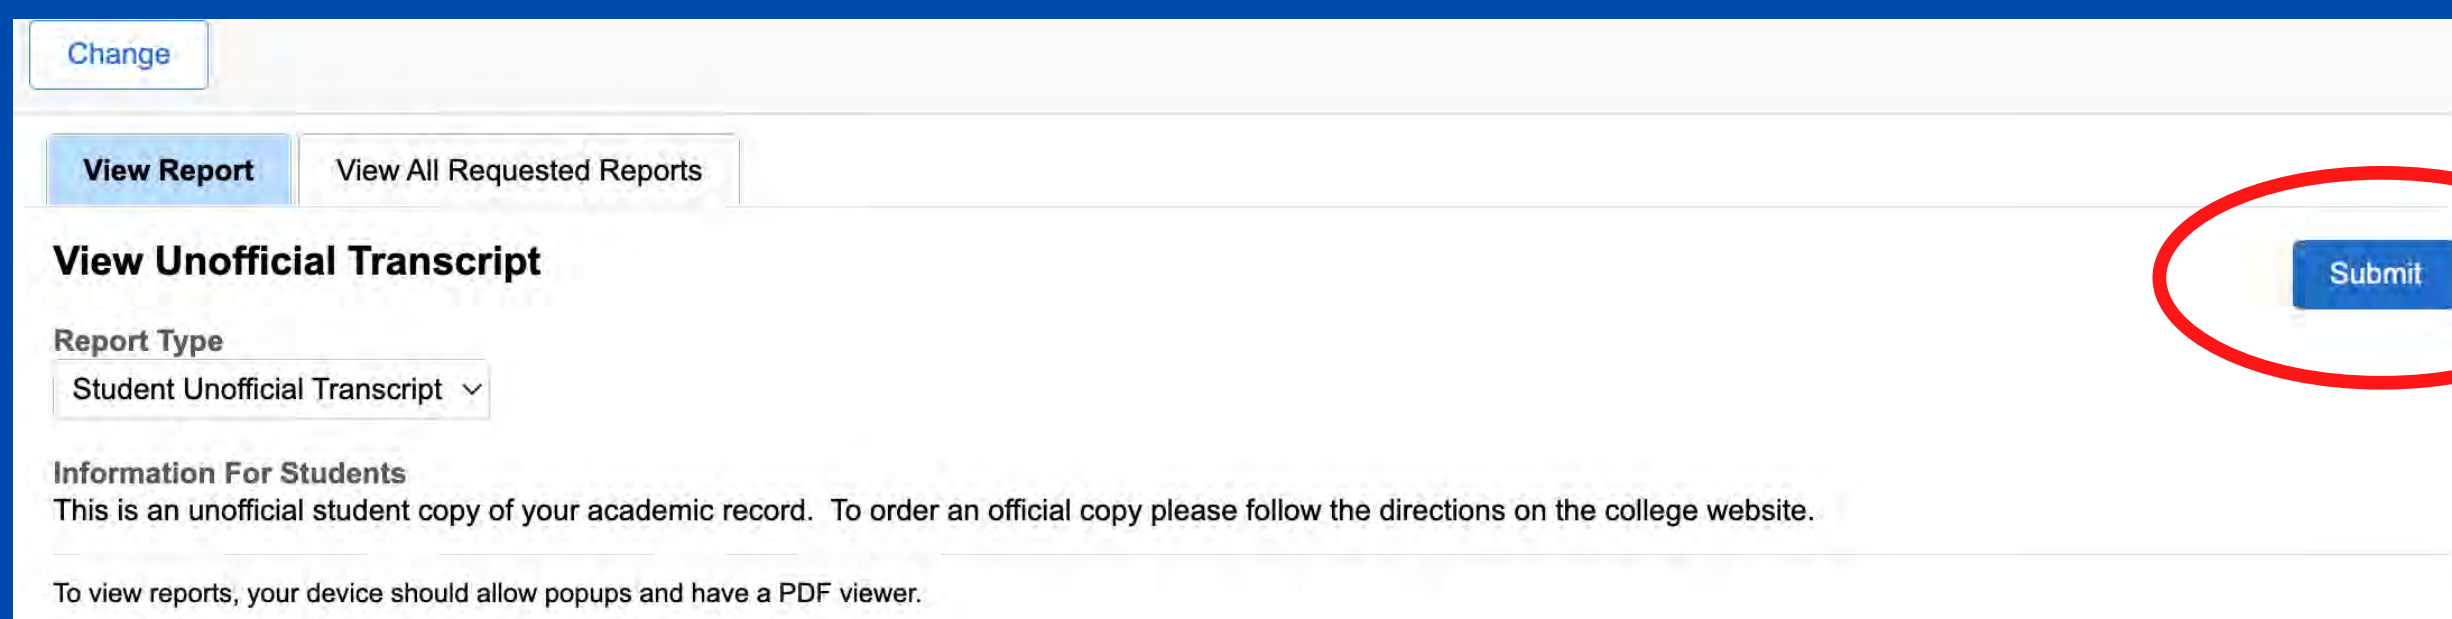 Change
View Report
View All Requested Reports
View Unofficial Transcript
Submit
Report Type
Student Unofficial Transcript
Information For Students
This is an unofficial student copy of your academic record.  To order an official copy please follow the directions on the college website.
To view reports, your device should allow popups and have a PDF viewer.